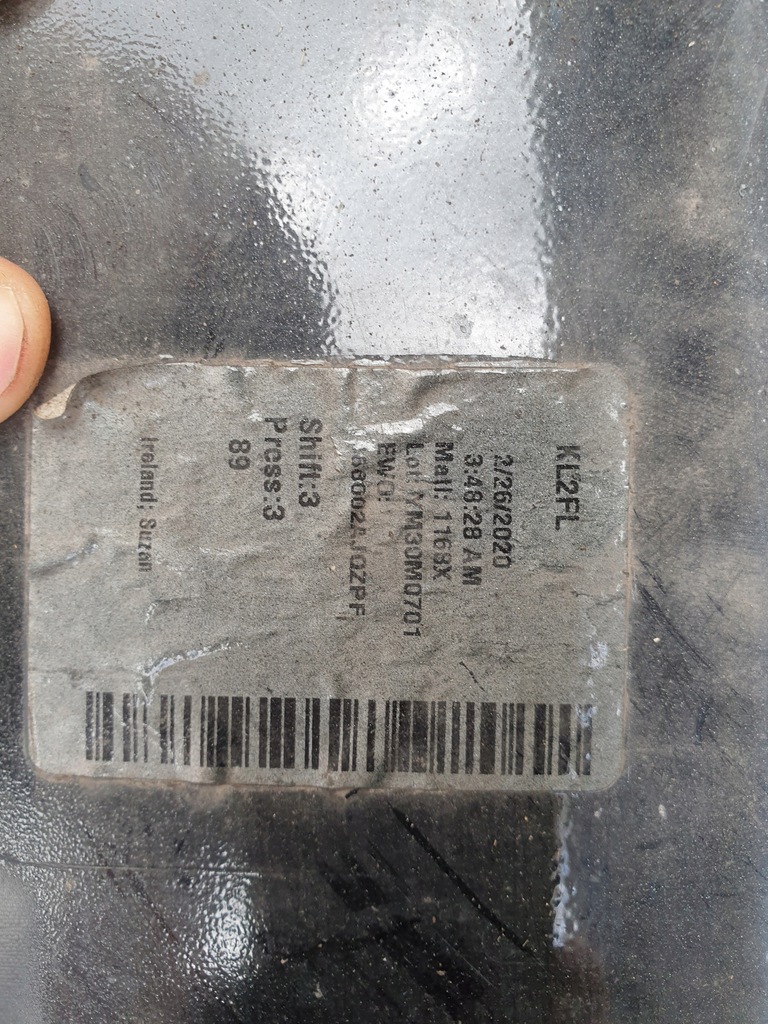 KL2FL
2/26/2020
3:48:28 AM
Matl: 1168X
Lot: VM30M0701
EWO:
Shift:3
Press:3
89
Ireland; Suzan